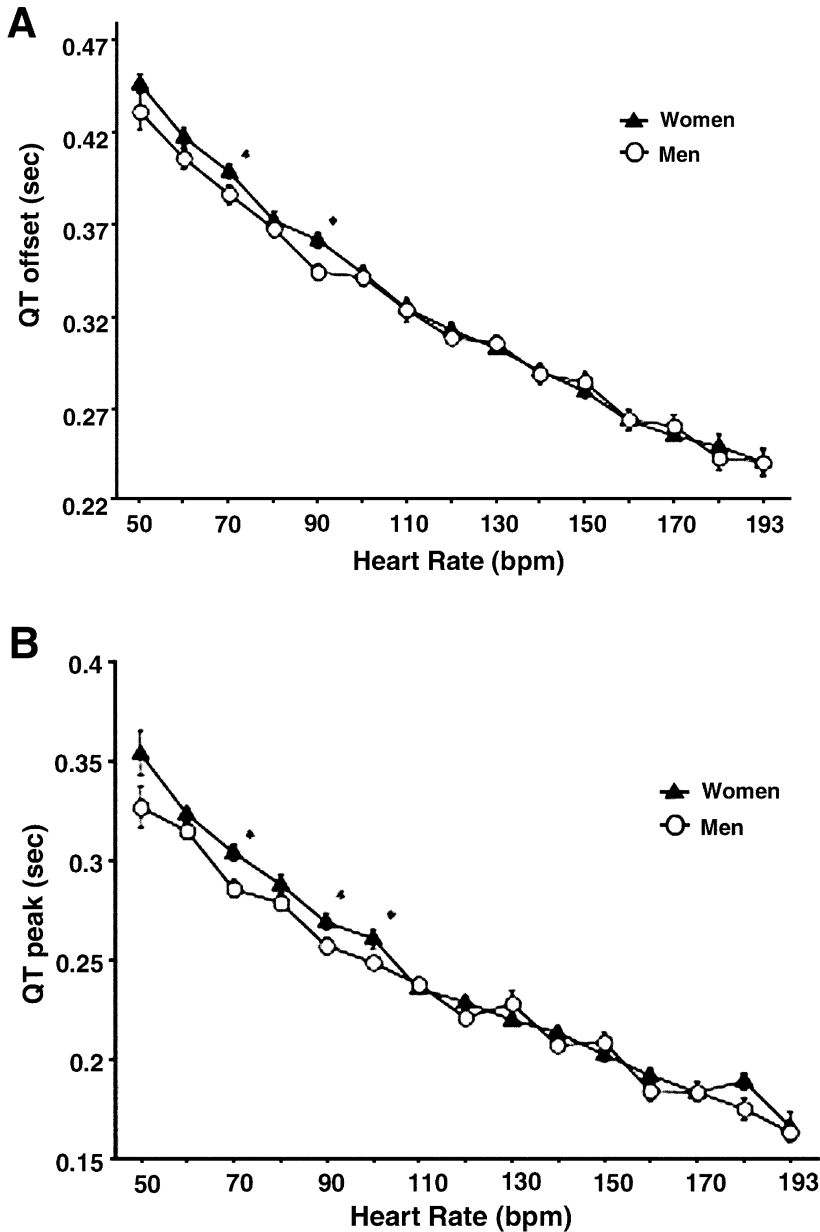 A
0.47
0.42
0.37
0.32
0.27
0.22
QT offset (sec)
Women
Men
50 70 90 110 130 150 170 193
Heart Rate (bpm)
B
0.4
0.35
0.3
0.25
0.2
0.15
QT peak (sec)
Women
Men
50 70 90 110 130 150 170 193
Heart Rate (bpm)